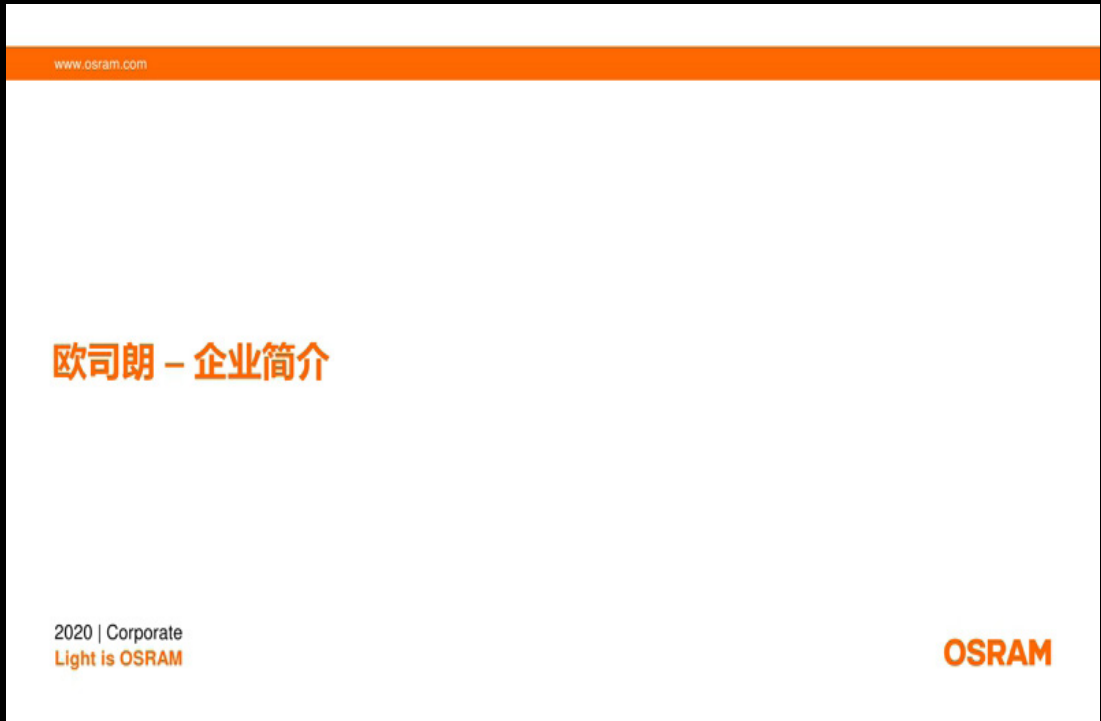 www.osram.com
欧司朗 – 企业简介
2020 | Corporate
Light is OSRAM
OSRAM